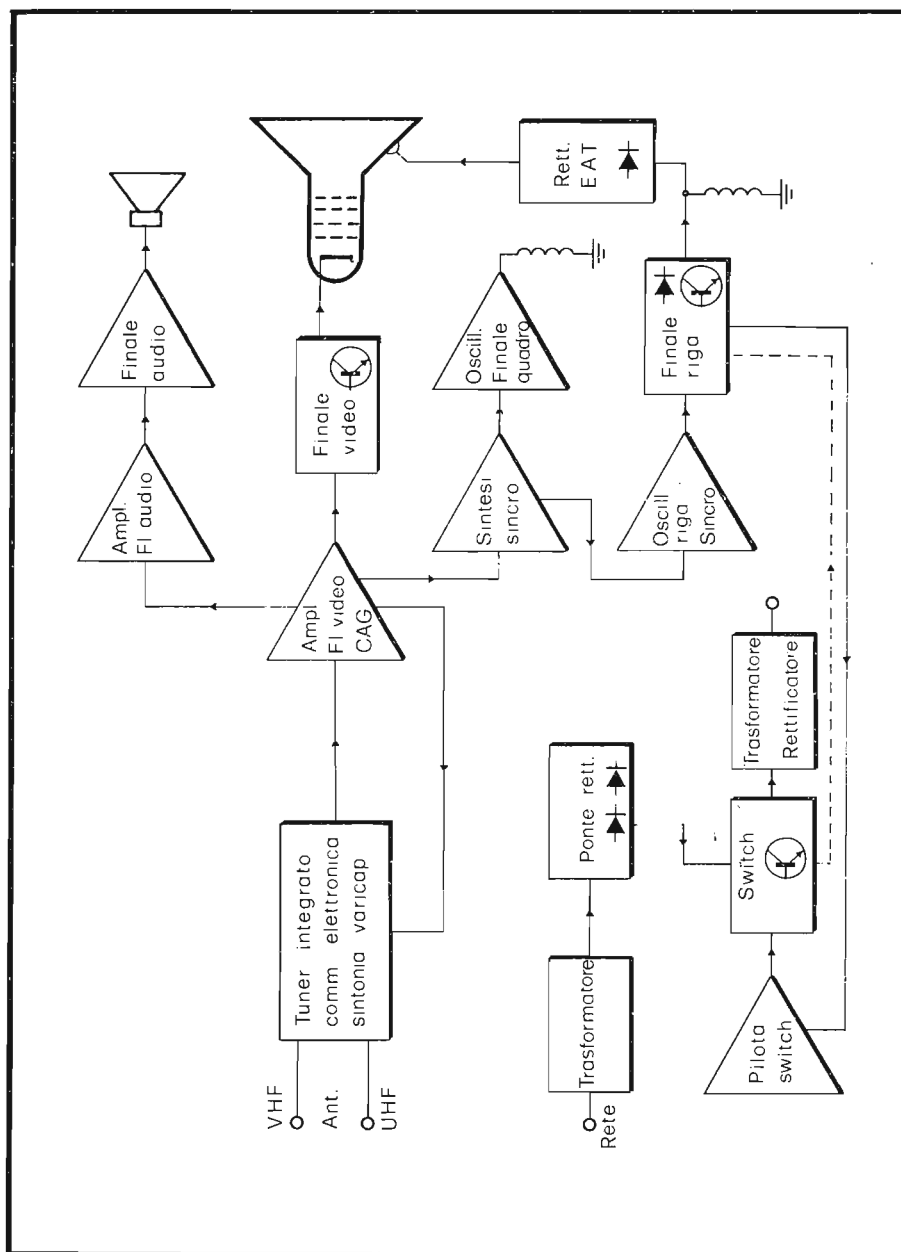 VHF
Ant.
UHF
Tuner integrato
comm elettronica
sintonia varicap
Ampl
FI video
CAG
Ampl.
FI audio
Finale
audio
Finale
video
Sintesi
sincro
Oscill.
Finale
quadro
Oscill
riga
Sincro
Finale
riga
Rett.
EAT
Rete
Trasformatore
Ponte rett.
Pilota
switch
Switch
Trasformatore
Rettificatore